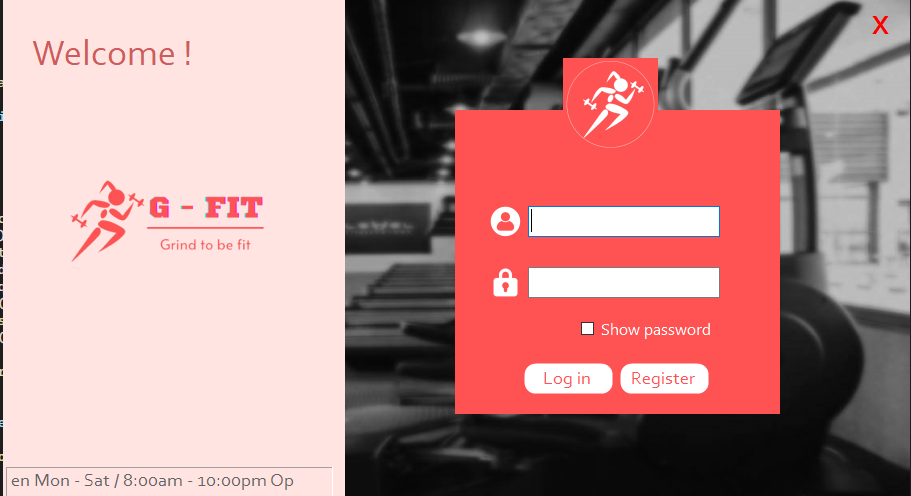 Welcome !
X
G - FIT
Grind to be fit
Show password
Log in
Register
en Mon - Sat / 8:00am - 10:00pm Op